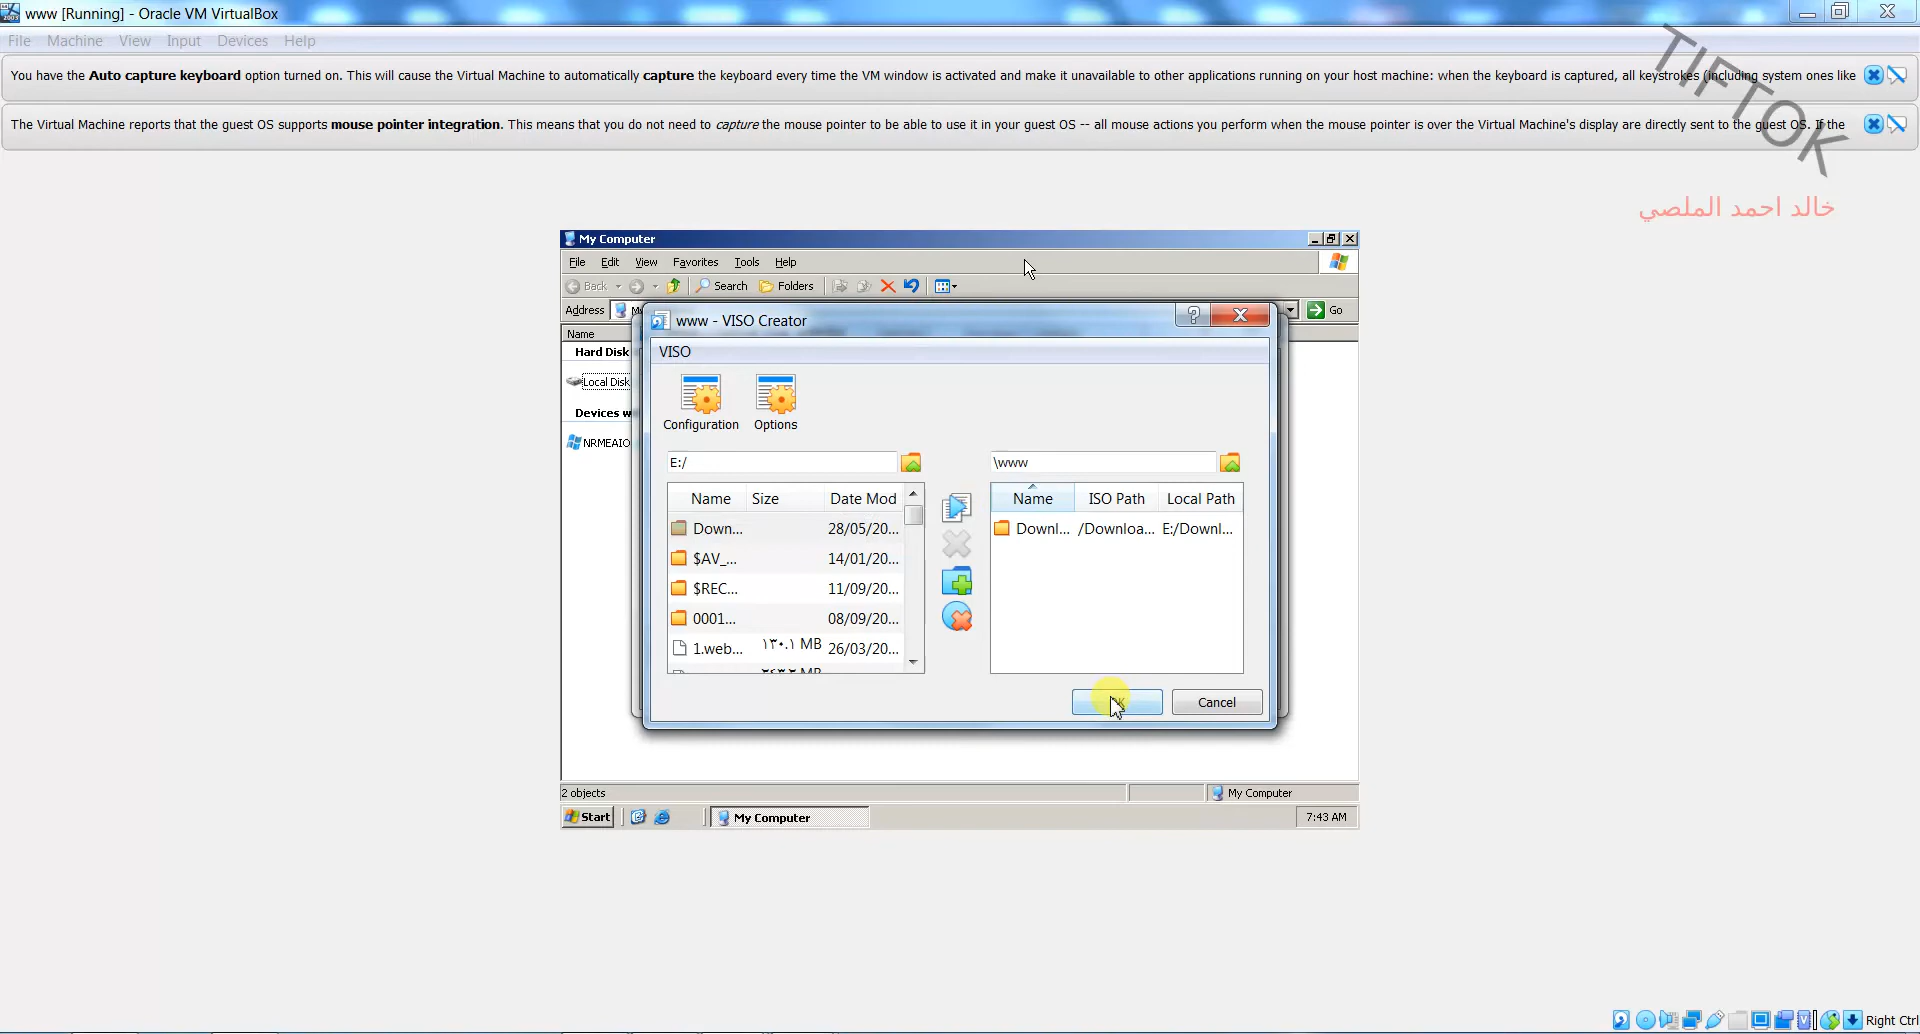 www [Running] - Oracle VM VirtualBox
File Machine View Input Devices Help
You have the Auto capture keyboard option turned on. This will cause the Virtual Machine to automatically capture the keyboard every time the VM window is activated and make it unavailable to other applications running on your host machine: when the keyboard is captured, all keystrokes (including system ones like
The Virtual Machine reports that the guest OS supports mouse pointer integration. This means that you do not need to capture the mouse pointer to be able to use it in your guest OS -- all mouse actions you perform when the mouse pointer is over the Virtual Machine's display are directly sent to the guest OS. If the
TIFTOK
خالد احمد الملصي
My Computer
File Edit View Favorites Tools Help
Back Search Folders
Address Go
Name
Hard Disk
Local Disk
Devices w
NRMEAIO
www - VISO Creator
VISO
Configuration Options
E:/ \www
Name Size Date Mod
Down... 28/05/20...
$AV_... 14/01/20...
$REC... 11/09/20...
0001... 08/09/20...
1.web... ١٣٠.١ MB 26/03/20...
Name ISO Path Local Path
Downl... /Downloa... E:/Downl...
Cancel
2 objects My Computer
Start My Computer 7:43 AM
Right Ctrl